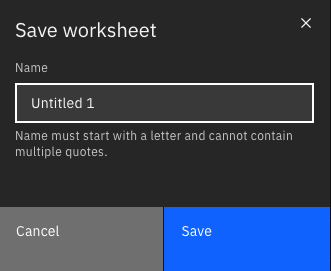 Save worksheet
Name
Untitled 1
Name must start with a letter and cannot contain
multiple quotes.
Cancel
Save